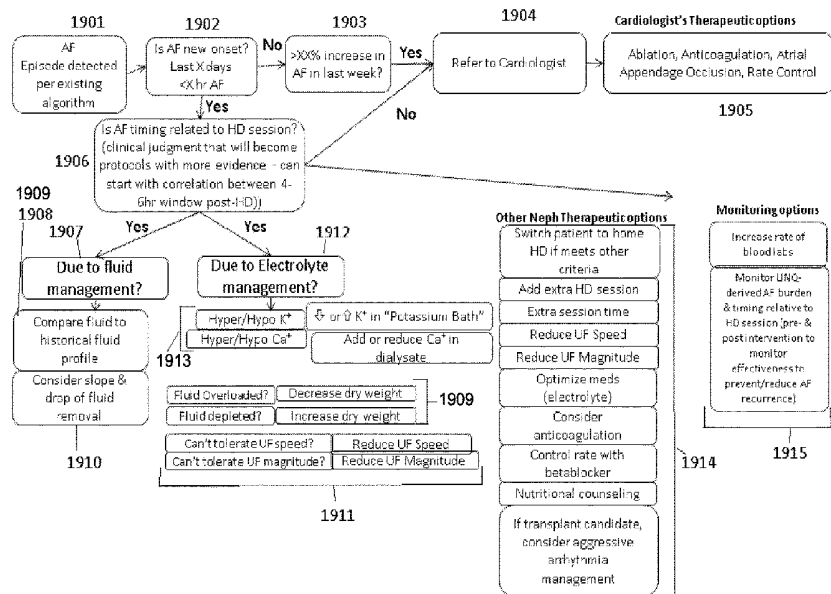 1901
AF
Episode detected
per existing
algorithm
1902
Is AF new onset?
Last X days
<X hr AF
No
Yes
1903
>XX% increase in
AF in last week?
Yes
No
1904
Refer to Cardiologist
Cardiologist's Therapeutic options
Ablation, Anticoagulation, Atrial
Appendage Occlusion, Rate Control
1905
1906
Is AF timing related to HD session?
(clinical judgment that will become
protocols with more evidence - can
start with correlation between 4-
6hr window post-HD))
Yes
Yes
1909
1908
1907
Due to fluid
management?
Compare fluid to
historical fluid
profile
Consider slope &
drop of fluid
removal
1910
1912
Due to Electrolyte
management?
1913
Hyper/Hypo K⁺
⇩ or⇧ K⁺ in "Potassium Bath"
Hyper/Hypo Ca⁺
Add or reduce Ca⁺ in
dialysate
Fluid Overloaded?
Decrease dry weight
Fluid depleted?
Increase dry weight
1909
Can't tolerate UF speed?
Reduce UF Speed
Can't tolerate UF magnitude?
Reduce UF Magnitude
1911
Other Neph Therapeutic options
Switch patient to home
HD if meets other
criteria
Add extra HD session
Extra session time
Reduce UF Speed
Reduce UF Magnitude
Optimize meds
(electrolyte)
Consider
anticoagulation
Control rate with
betablocker
Nutritional counseling
If transplant candidate,
consider aggressive
arrhythmia
management
1914
Monitoring options
Increase rate of
blood labs
Monitor LINQ-
derived AF burden
& timing relative to
HD session (pre- &
post intervention to
monitor
effectiveness to
prevent/reduce AF
recurrence)
1915